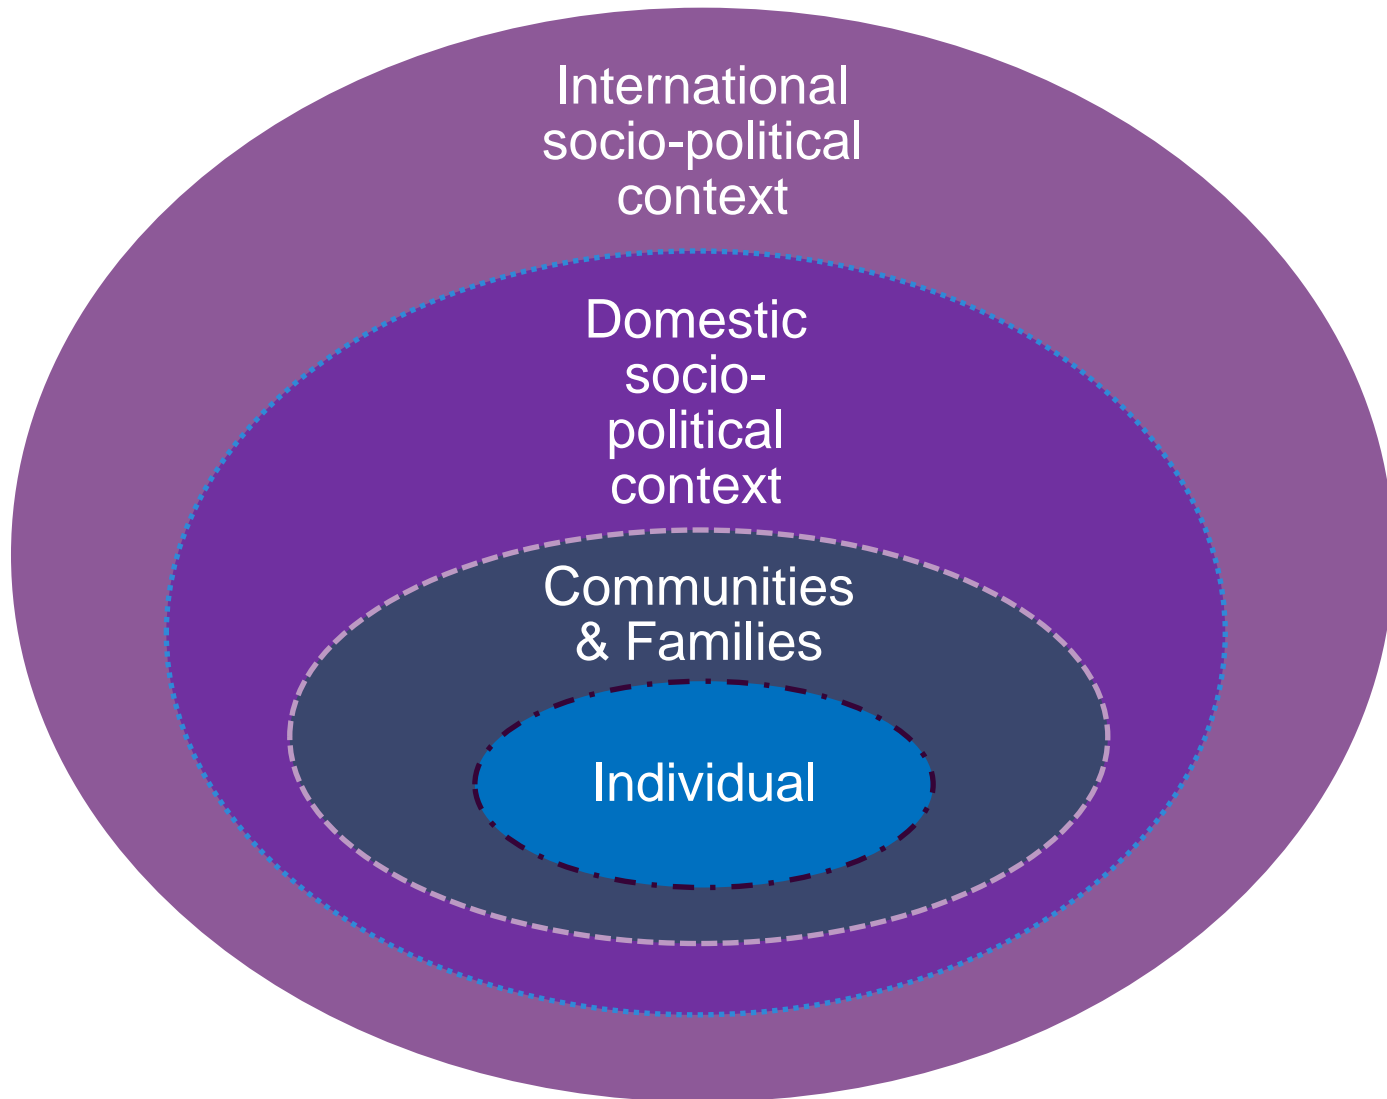 International
socio-political
context
Domestic
socio-
political
context
Communities
& Families
Individual